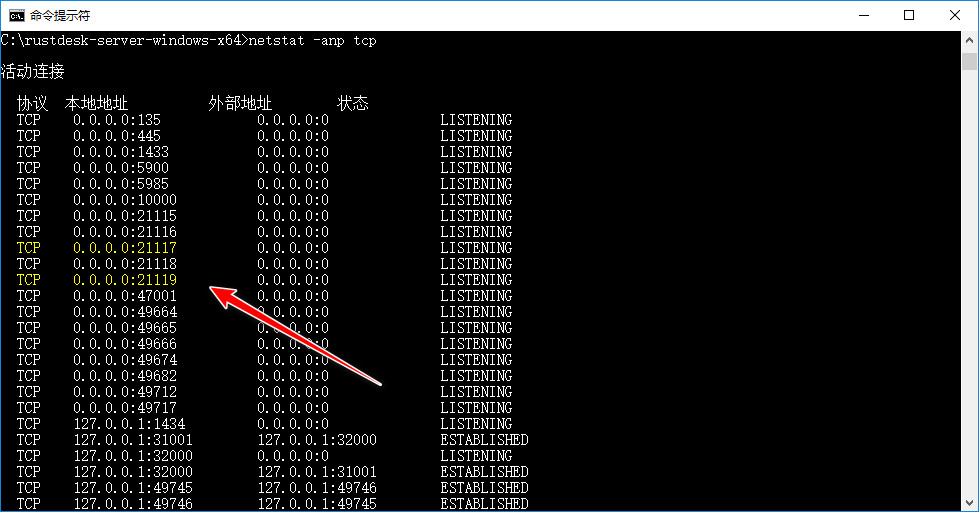 命令提示符
C:\rustdesk-server-windows-x64>netstat -anp tcp
活动连接
协议 本地地址 外部地址 状态
TCP 0.0.0.0:135 0.0.0.0:0 LISTENING
TCP 0.0.0.0:445 0.0.0.0:0 LISTENING
TCP 0.0.0.0:1433 0.0.0.0:0 LISTENING
TCP 0.0.0.0:5900 0.0.0.0:0 LISTENING
TCP 0.0.0.0:5985 0.0.0.0:0 LISTENING
TCP 0.0.0.0:10000 0.0.0.0:0 LISTENING
TCP 0.0.0.0:21115 0.0.0.0:0 LISTENING
TCP 0.0.0.0:21116 0.0.0.0:0 LISTENING
TCP 0.0.0.0:21117 0.0.0.0:0 LISTENING
TCP 0.0.0.0:21118 0.0.0.0:0 LISTENING
TCP 0.0.0.0:21119 0.0.0.0:0 LISTENING
TCP 0.0.0.0:47001 0.0.0.0:0 LISTENING
TCP 0.0.0.0:49664 0.0.0.0:0 LISTENING
TCP 0.0.0.0:49665 0.0.0.0:0 LISTENING
TCP 0.0.0.0:49666 0.0.0.0:0 LISTENING
TCP 0.0.0.0:49674 0.0.0.0:0 LISTENING
TCP 0.0.0.0:49682 0.0.0.0:0 LISTENING
TCP 0.0.0.0:49712 0.0.0.0:0 LISTENING
TCP 0.0.0.0:49717 0.0.0.0:0 LISTENING
TCP 127.0.0.1:1434 0.0.0.0:0 LISTENING
TCP 127.0.0.1:31001 127.0.0.1:32000 ESTABLISHED
TCP 127.0.0.1:32000 0.0.0.0:0 LISTENING
TCP 127.0.0.1:32000 127.0.0.1:31001 ESTABLISHED
TCP 127.0.0.1:49745 127.0.0.1:49746 ESTABLISHED
TCP 127.0.0.1:49746 127.0.0.1:49745 ESTABLISHED